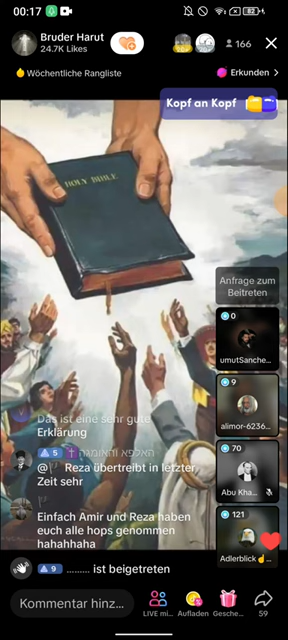 00:17
82
Bruder Harut
24.7K Likes
166
Wöchentliche Rangliste
Erkunden
Kopf an Kopf
HOLY BIBLE
Anfrage zum
Beitreten
0
umutSanche...
9
alimor-6236...
70
Abu Kha...
121
Adlerblick☝️...
Das ist eine sehr gute
Erklärung
5 האלפא והאומגה
@ Reza übertreibt in letzter
Zeit sehr
Einfach Amir und Reza haben
euch alle hops genommen
hahahhaha
9 ......... ist beigetreten
Kommentar hinz...
LIVE mi...
Aufladen
Gesche...
59